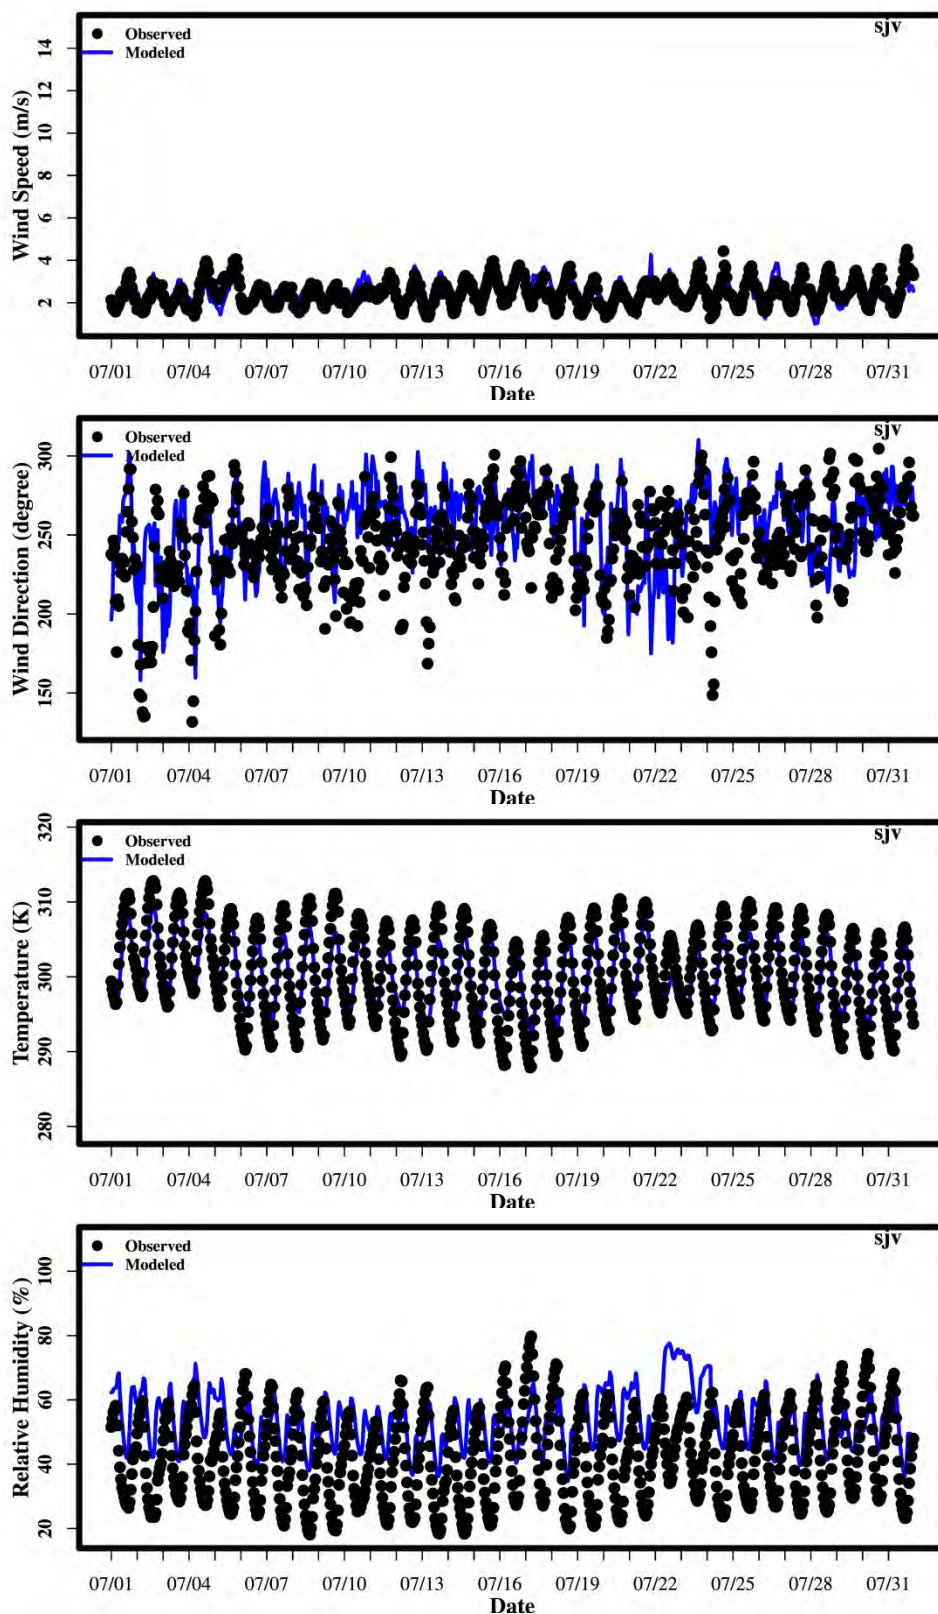 sjv
Observed
Modeled
Wind Speed (m/s)
14
12
10
8
6
4
2
07/01 07/04 07/07 07/10 07/13 07/16 07/19 07/22 07/25 07/28 07/31
Date
sjv
Observed
Modeled
Wind Direction (degree)
300
250
200
150
07/01 07/04 07/07 07/10 07/13 07/16 07/19 07/22 07/25 07/28 07/31
Date
sjv
Observed
Modeled
Temperature (K)
320
310
300
290
280
07/01 07/04 07/07 07/10 07/13 07/16 07/19 07/22 07/25 07/28 07/31
Date
sjv
Observed
Modeled
Relative Humidity (%)
100
80
60
40
20
07/01 07/04 07/07 07/10 07/13 07/16 07/19 07/22 07/25 07/28 07/31
Date